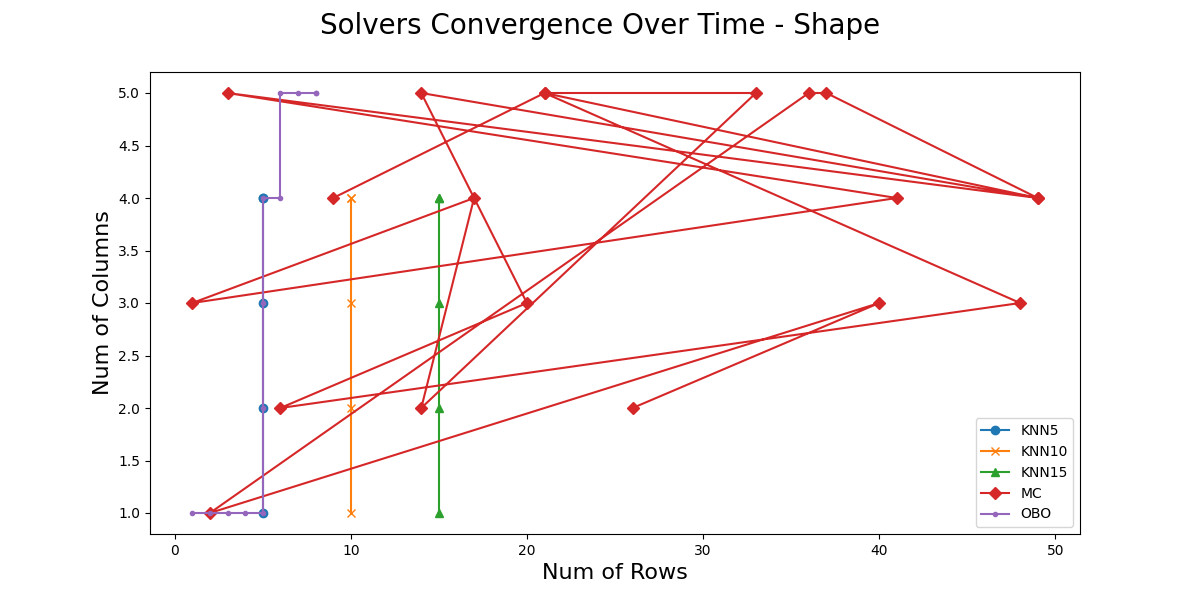 Solvers Convergence Over Time - Shape
Num of Columns
5.0
4.5
4.0
3.5
3.0
2.5
2.0
1.5
1.0
KNN5
KNN10
KNN15
MC
OBO
0
10
20
30
40
50
Num of Rows